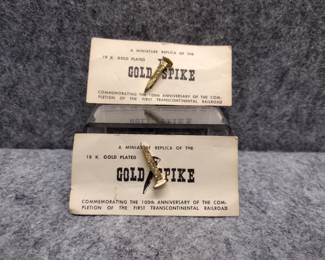 A MINIATURE REPLICA OF THE
18 K. GOLD PLATED
GOLD SPIKE
COMMEMORATING THE 100th ANNIVERSARY OF THE COM-
PLETION OF THE FIRST TRANSCONTINENTAL RAILROAD
A MINIATURE REPLICA OF THE
18 K. GOLD PLATED
GOLD SPIKE
COMMEMORATING THE 100th ANNIVERSARY OF THE COM-
PLETION OF THE FIRST TRANSCONTINENTAL RAILROAD